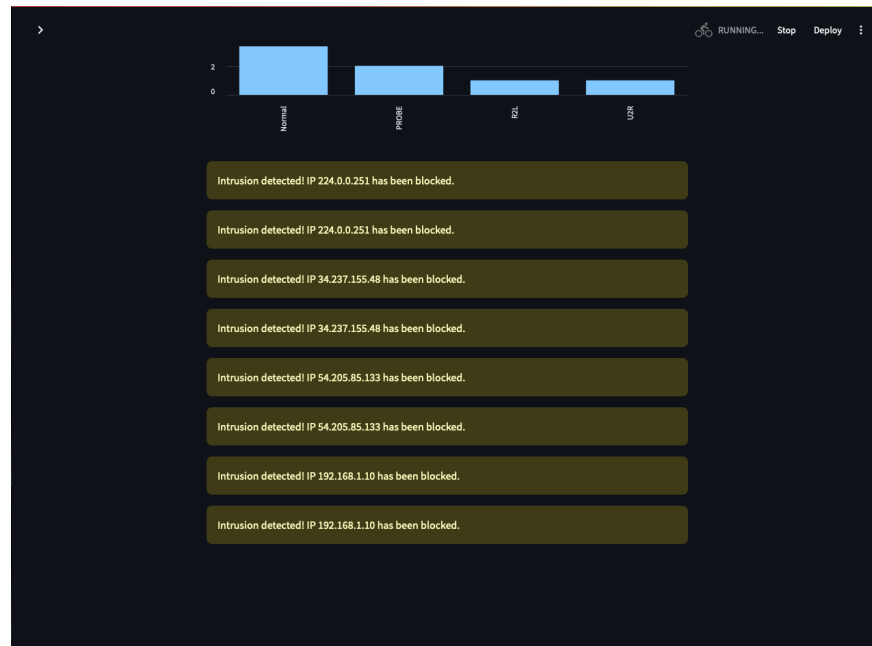 RUNNING... Stop Deploy
2
0
Normal
PROBE
R2L
U2R
Intrusion detected! IP 224.0.0.251 has been blocked.
Intrusion detected! IP 224.0.0.251 has been blocked.
Intrusion detected! IP 34.237.155.48 has been blocked.
Intrusion detected! IP 34.237.155.48 has been blocked.
Intrusion detected! IP 54.205.85.133 has been blocked.
Intrusion detected! IP 54.205.85.133 has been blocked.
Intrusion detected! IP 192.168.1.10 has been blocked.
Intrusion detected! IP 192.168.1.10 has been blocked.